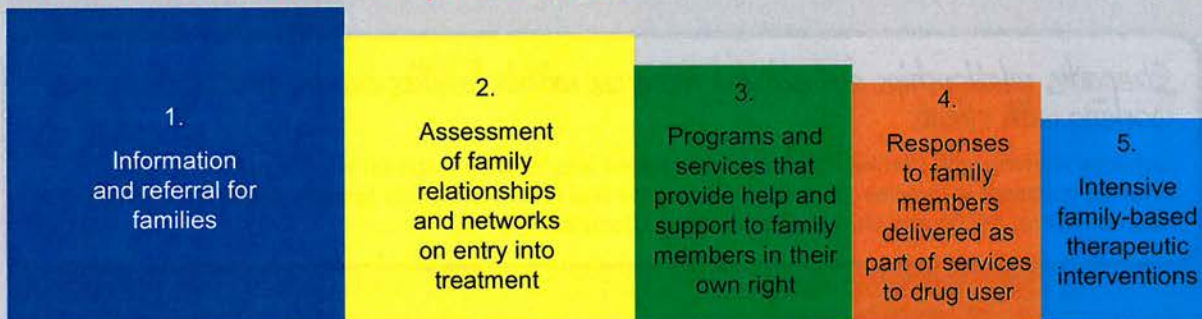 1.
Information
and referral for
families
2.
Assessment
of family
relationships
and networks
on entry into
treatment
3.
Programs and
services that
provide help and
support to family
members in their
own right
4.
Responses
to family
members
delivered as
part of services
to drug user
5.
Intensive
family-based
therapeutic
interventions